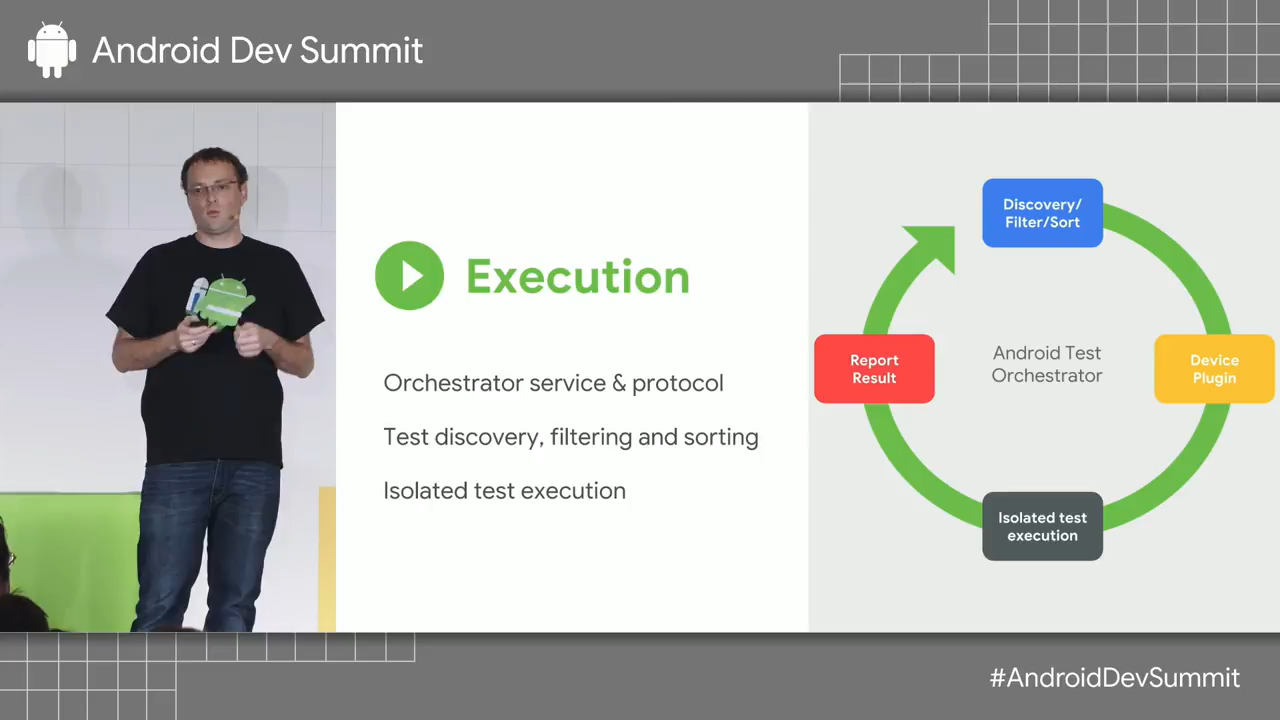 Android Dev Summit
Execution
Orchestrator service & protocol
Test discovery, filtering and sorting
Isolated test execution
Discovery/
Filter/Sort
Report
Result
Android Test
Orchestrator
Device
Plugin
Isolated test
execution
#AndroidDevSummit